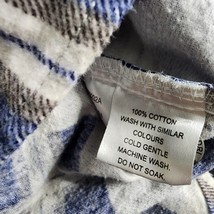 100% COTTON
WASH WITH SIMILAR
COLOURS
COLD GENTLE
MACHINE WASH.
DO NOT SOAK.